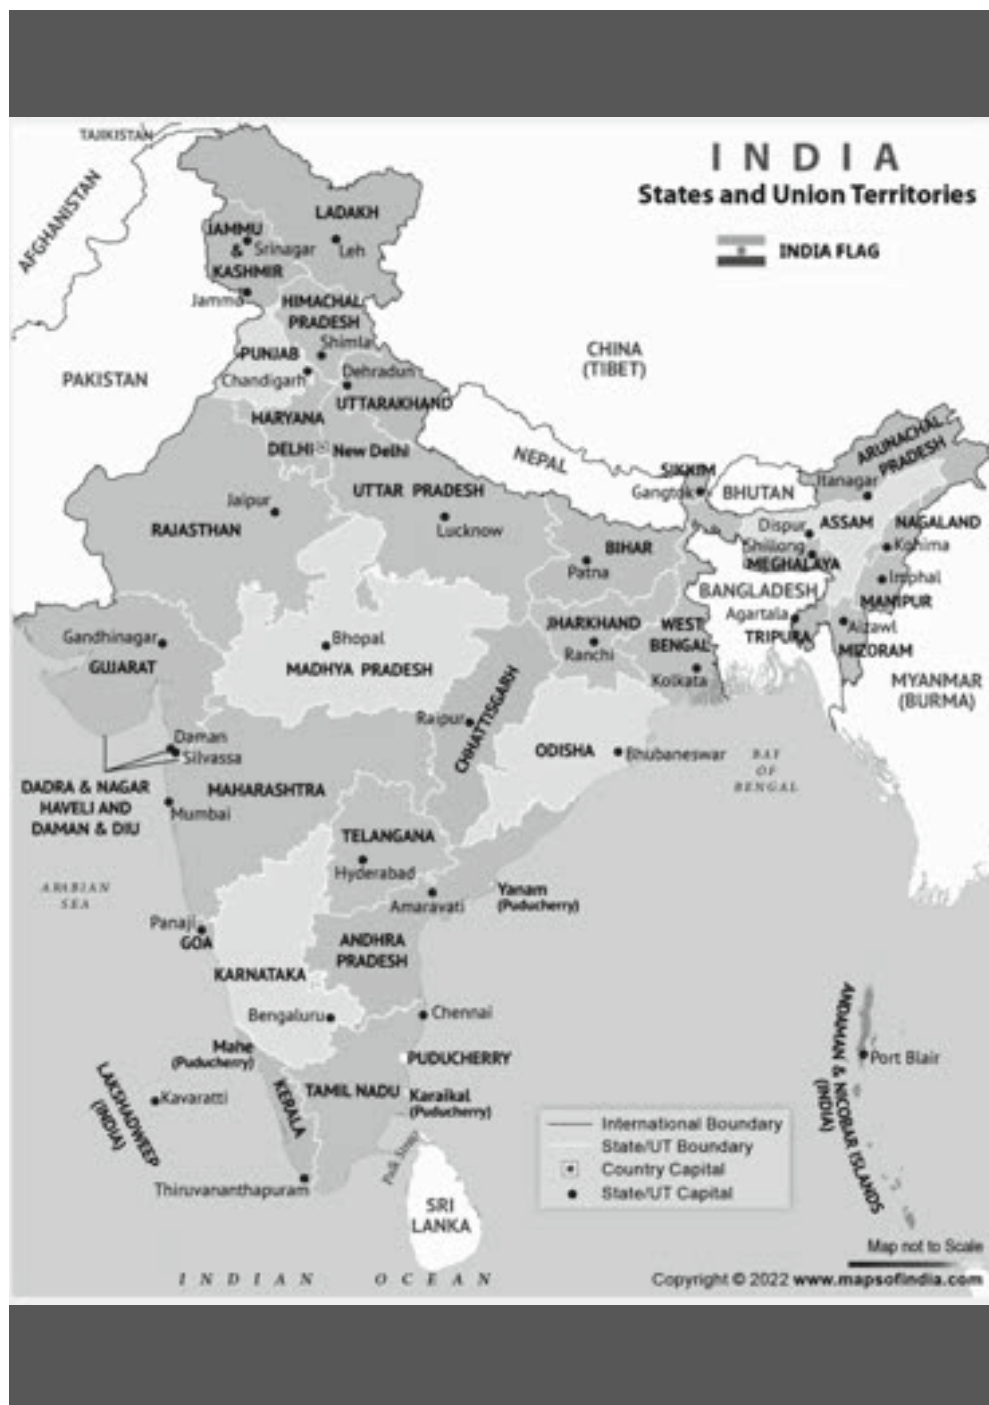 TAJIKISTAN
INDIA
States and Union Territories
AFGHANISTAN
LADAKH
JAMMU
&
KASHMIR
Srinagar
Leh
INDIA FLAG
Jammu
HIMACHAL
PRADESH
Shimla
CHINA
(TIBET)
PUNJAB
PAKISTAN
Chandigarh
Dehradun
UTTARAKHAND
HARYANA
DELHI
New Delhi
NEPAL
SIKKIM
Gangtok
BHUTAN
ARUNACHAL
PRADESH
Itanagar
Jaipur
UTTAR PRADESH
RAJASTHAN
Lucknow
Dispur
ASSAM
NAGALAND
BIHAR
Shillong
Kohima
MEGHALAYA
Patna
Imphal
BANGLADESH
MANIPUR
Agartala
Aizawl
JHARKHAND
WEST
BENGAL
TRIPURA
MIZORAM
Gandhinagar
Bhopal
Ranchi
GUJARAT
MADHYA PRADESH
Kolkata
MYANMAR
(BURMA)
CHHATTISGARH
Raipur
Daman
Silvassa
ODISHA
Bhubaneswar
BAY
OF
BENGAL
DADRA & NAGAR
HAVELI AND
DAMAN & DIU
MAHARASHTRA
Mumbai
TELANGANA
Hyderabad
ARABIAN
SEA
Amaravati
Yanam
(Puducherry)
Panaji
GOA
ANDHRA
PRADESH
KARNATAKA
Bengaluru
Chennai
Mahe
(Puducherry)
PUDUCHERRY
ANDAMAN & NICOBAR ISLANDS
(INDIA)
Port Blair
LAKSHADWEEP
(INDIA)
Kavaratti
KERALA
TAMIL NADU
Karaikal
(Puducherry)
International Boundary
State/UT Boundary
Country Capital
State/UT Capital
Palk Strait
Thiruvananthapuram
SRI
LANKA
Map not to Scale
INDIAN OCEAN
Copyright © 2022 www.mapsofindia.com